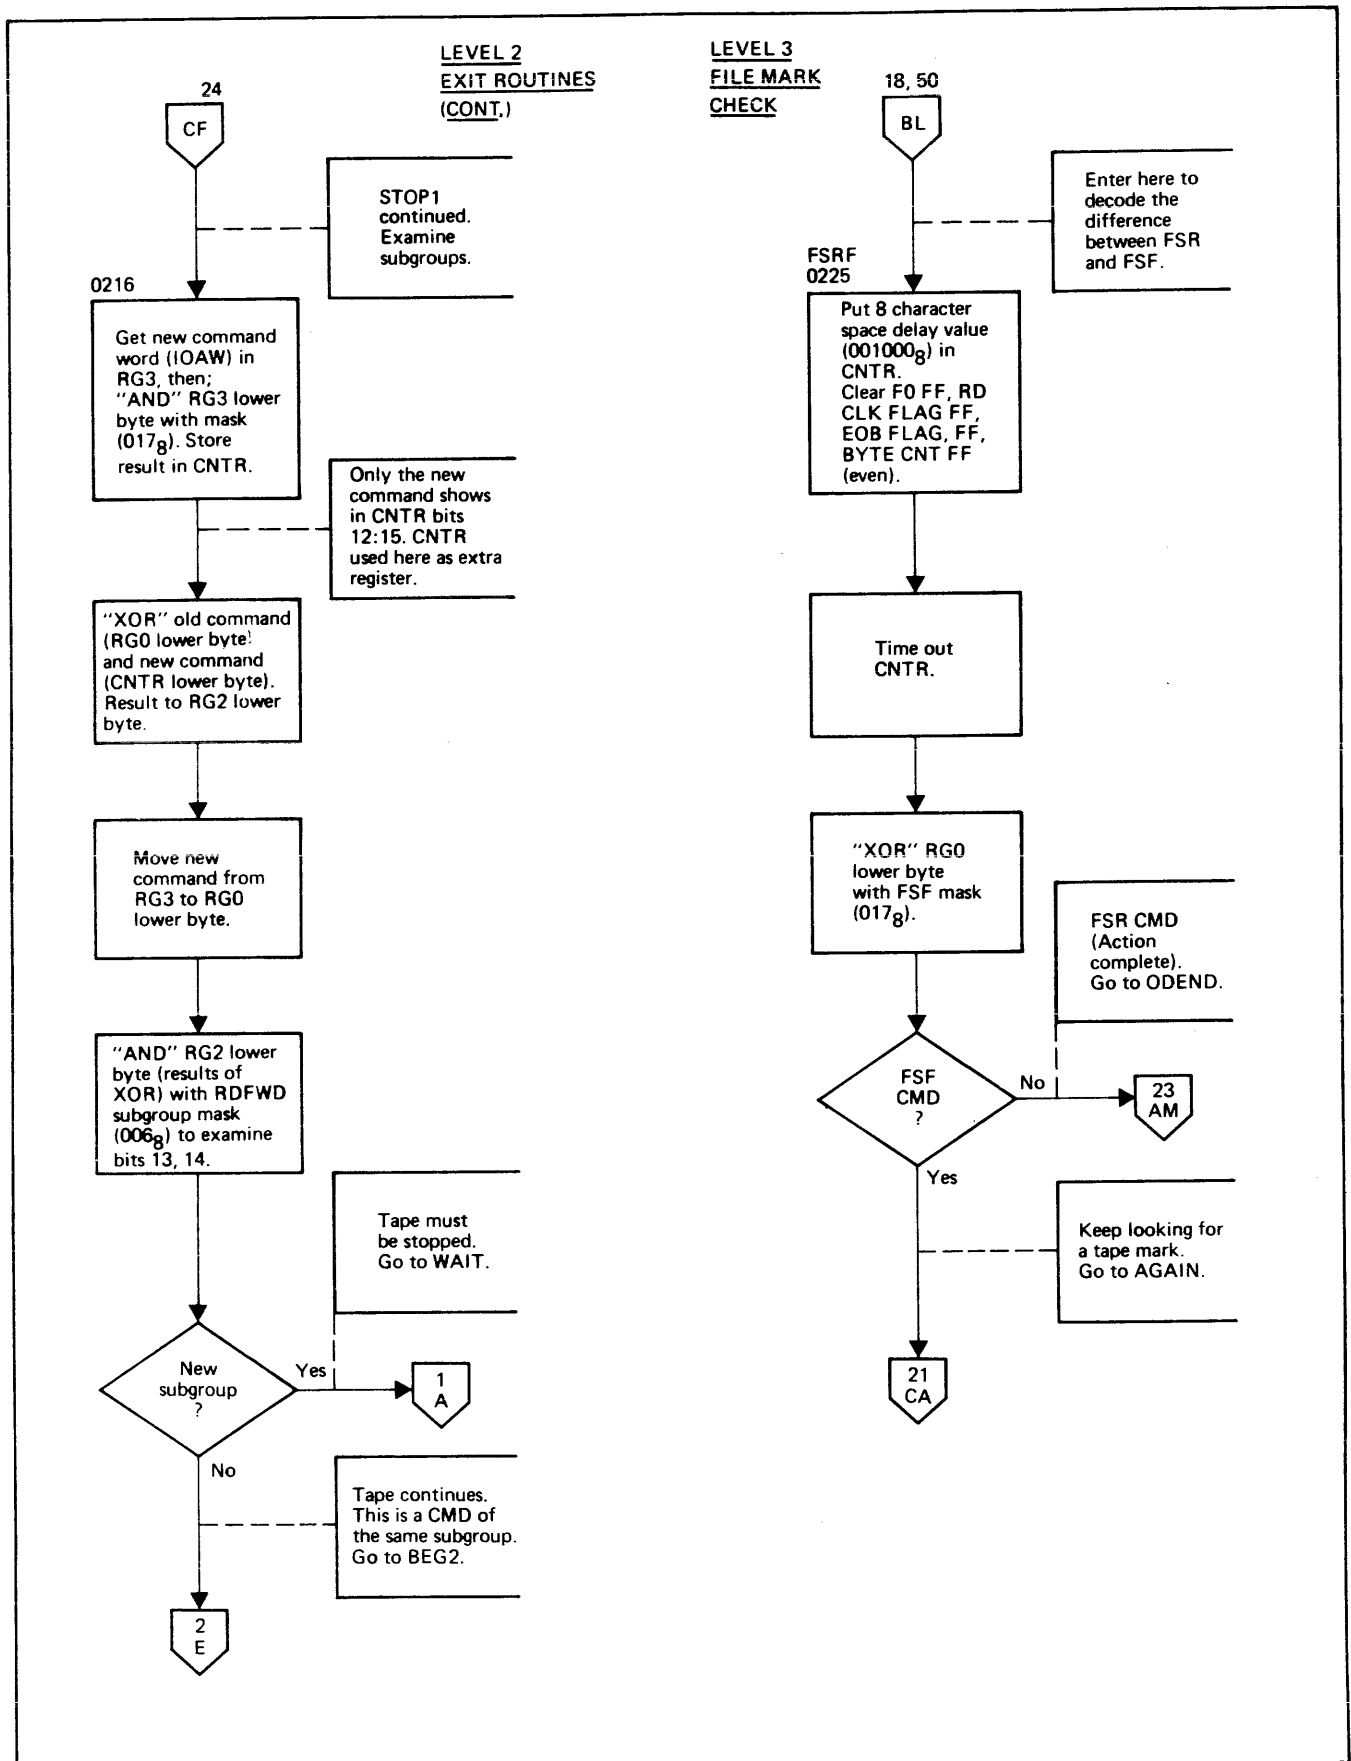 LEVEL 2
EXIT ROUTINES
(CONT.)
24
CF
STOP1
continued.
Examine
subgroups.
0216
Get new command
word (IOAW) in
RG3, then;
"AND" RG3 lower
byte with mask
(017₈). Store
result in CNTR.
Only the new
command shows
in CNTR bits
12:15. CNTR
used here as extra
register.
"XOR" old command
(RG0 lower byte)
and new command
(CNTR lower byte).
Result to RG2 lower
byte.
Move new
command from
RG3 to RG0
lower byte.
"AND" RG2 lower
byte (results of
XOR) with RDFWD
subgroup mask
(006₈) to examine
bits 13, 14.
Tape must
be stopped.
Go to WAIT.
New
subgroup
?
Yes
1
A
No
Tape continues.
This is a CMD of
the same subgroup.
Go to BEG2.
2
E
LEVEL 3
FILE MARK
CHECK
18, 50
BL
Enter here to
decode the
difference
between FSR
and FSF.
FSRF
0225
Put 8 character
space delay value
(001000₈) in
CNTR.
Clear F0 FF, RD
CLK FLAG FF,
EOB FLAG, FF,
BYTE CNT FF
(even).
Time out
CNTR.
"XOR" RG0
lower byte
with FSF mask
(017₈).
FSR CMD
(Action
complete).
Go to ODEND.
FSF
CMD
?
No
23
AM
Yes
Keep looking for
a tape mark.
Go to AGAIN.
21
CA